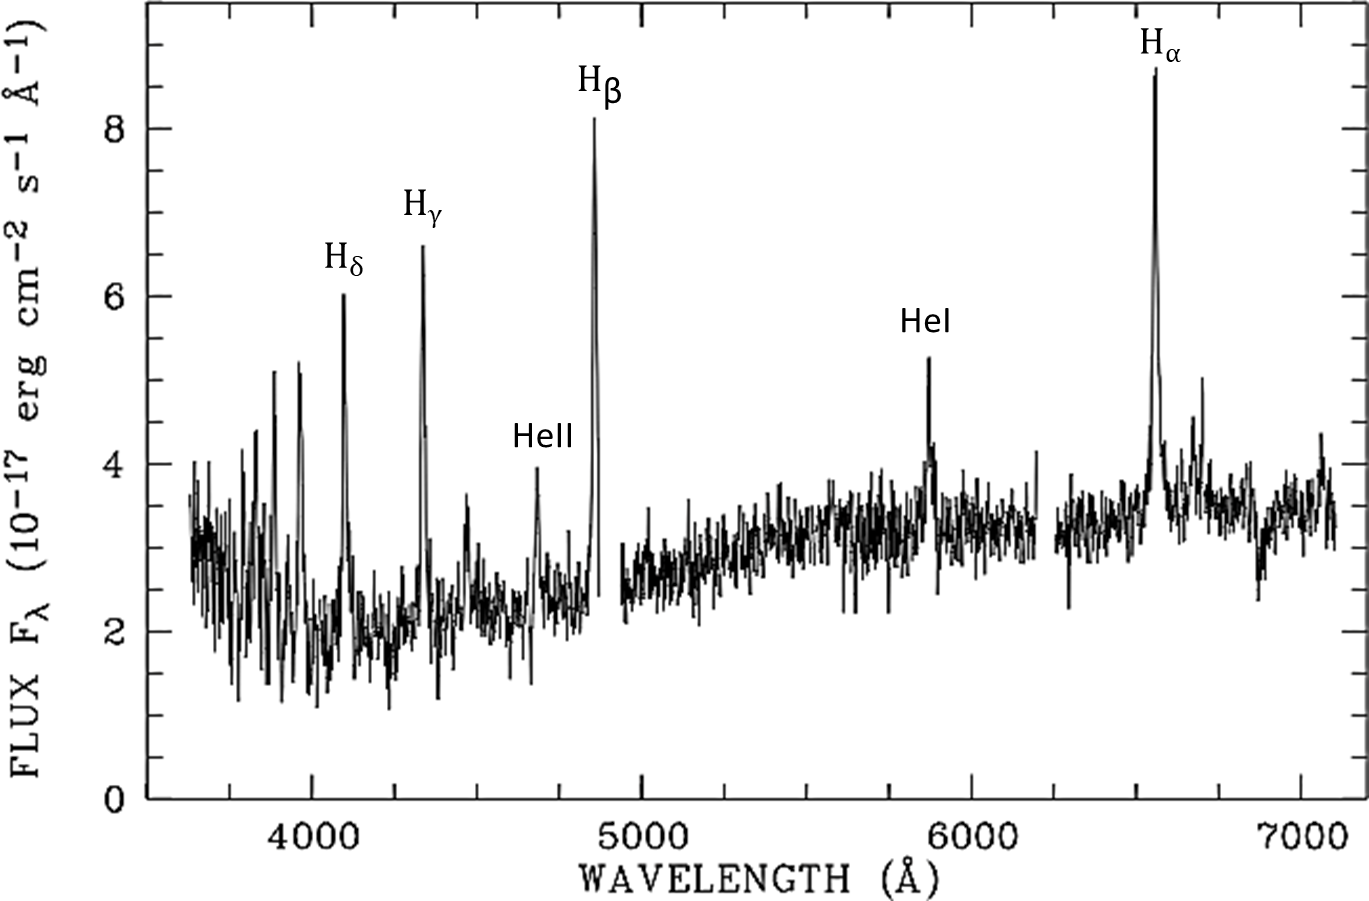 Hα
Hβ
Hγ
Hδ
HeI
HeII
8
6
4
2
0
4000 5000 6000 7000
WAVELENGTH (Å)
FLUX Fλ (10−17 erg cm−2 s−1 Å−1)